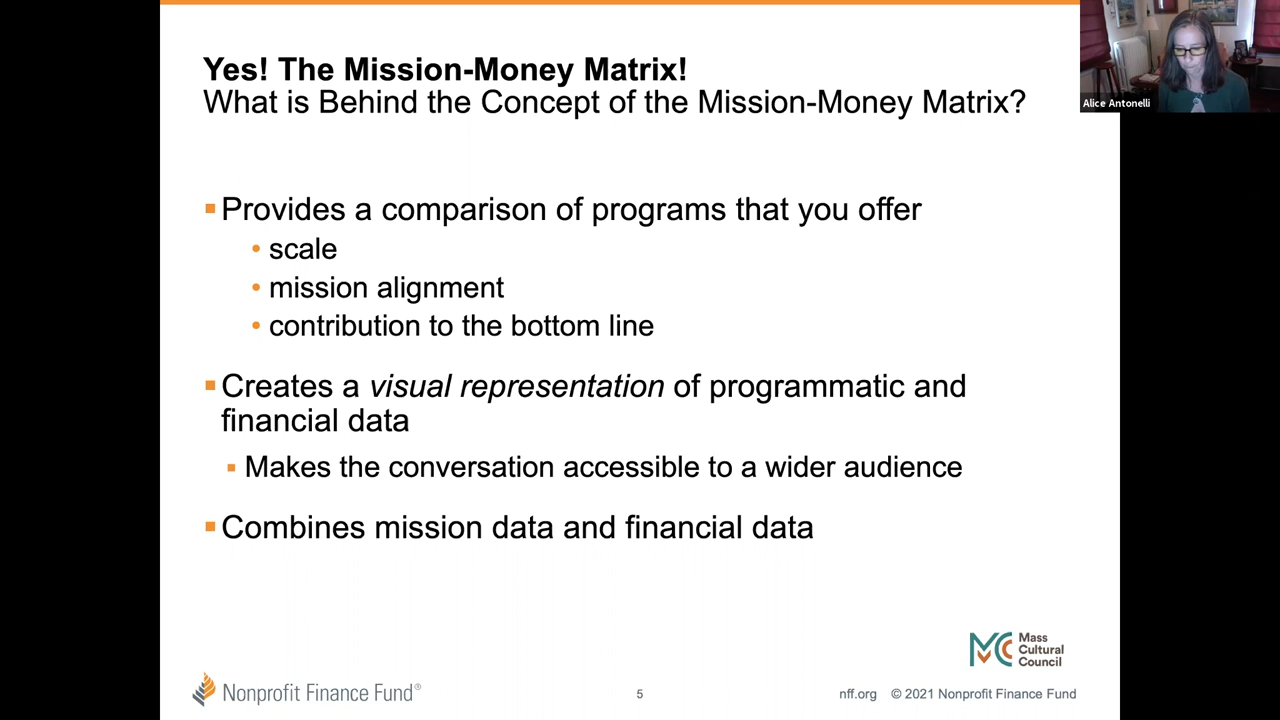 Yes! The Mission-Money Matrix!
What is Behind the Concept of the Mission-Money Matrix?
Alice Antonelli
▪Provides a comparison of programs that you offer
• scale
• mission alignment
• contribution to the bottom line
▪Creates a visual representation of programmatic and
financial data
▪ Makes the conversation accessible to a wider audience
▪Combines mission data and financial data
MCC Mass
Cultural
Council
Nonprofit Finance Fund®
5
nff.org © 2021 Nonprofit Finance Fund